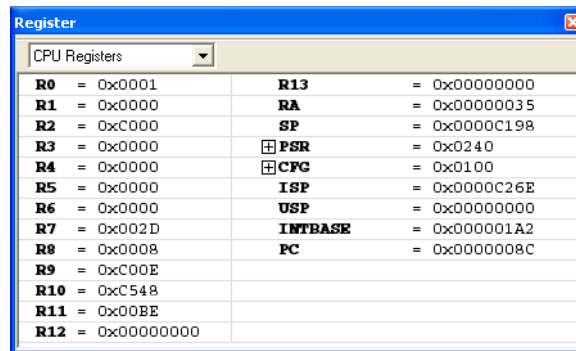 Register
CPU Registers
R0 = 0x0001 R13 = 0x00000000
R1 = 0x0000 RA = 0x00000035
R2 = 0xC000 SP = 0x0000C198
R3 = 0x0000 PSR = 0x0240
R4 = 0x0000 CFG = 0x0100
R5 = 0x0000 ISP = 0x0000C26E
R6 = 0x0000 USP = 0x00000000
R7 = 0x002D INTBASE = 0x000001A2
R8 = 0x0008 PC = 0x0000008C
R9 = 0xC00E
R10 = 0xC548
R11 = 0x00BE
R12 = 0x00000000